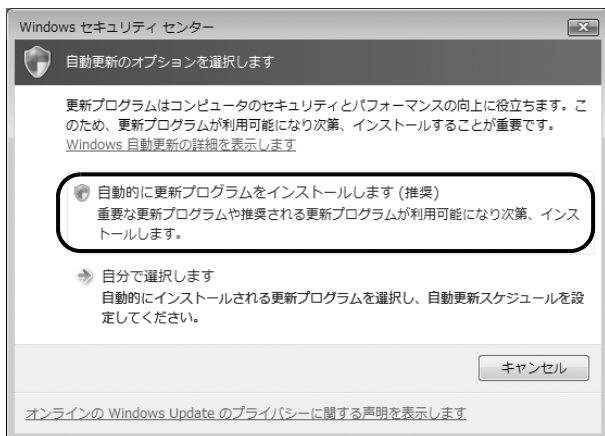 Windows セキュリティ センター
自動更新のオプションを選択します
更新プログラムはコンピュータのセキュリティとパフォーマンスの向上に役立ちます。こ
のため、更新プログラムが利用可能になり次第、インストールすることが重要です。
Windows 自動更新の詳細を表示します
自動的に更新プログラムをインストールします (推奨)
重要な更新プログラムや推奨される更新プログラムが利用可能になり次第、インス
トールします。
自分で選択します
自動的にインストールされる更新プログラムを選択し、自動更新スケジュールを設
定してください。
キャンセル
オンラインの Windows Update のプライバシーに関する声明を表示します